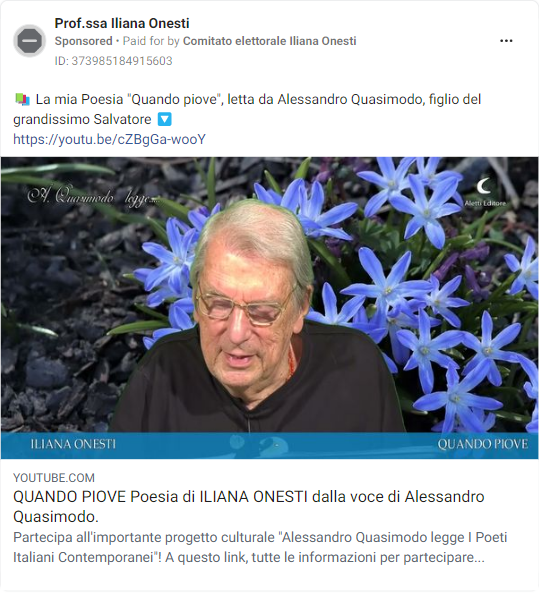 Prof.ssa Iliana Onesti
Sponsored • Paid for by Comitato elettorale Iliana Onesti
ID: 373985184915603
La mia Poesia "Quando piove", letta da Alessandro Quasimodo, figlio del
grandissimo Salvatore
https://youtu.be/cZBgGa-wooY
A. Quasimodo legge...
Aletti Editore
ILIANA ONESTI
QUANDO PIOVE
YOUTUBE.COM
QUANDO PIOVE Poesia di ILIANA ONESTI dalla voce di Alessandro
Quasimodo.
Partecipa all'importante progetto culturale "Alessandro Quasimodo legge I Poeti
Italiani Contemporanei"! A questo link, tutte le informazioni per partecipare...